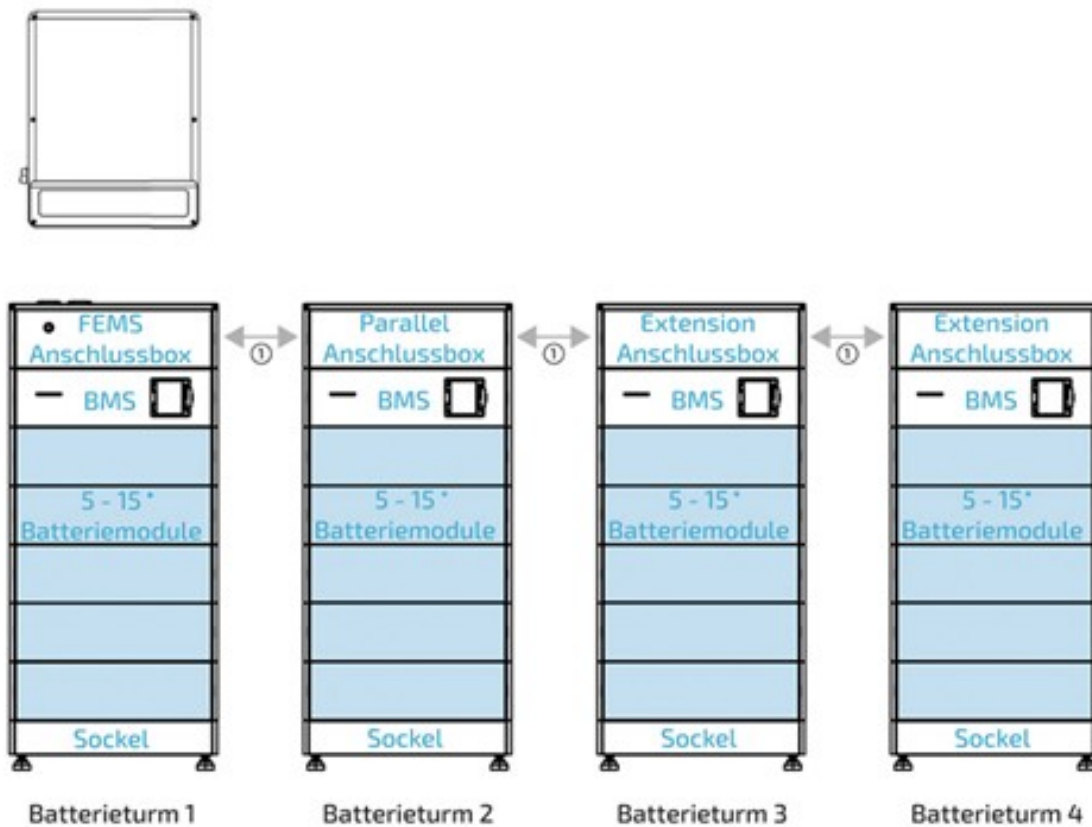 FEMS
Anschlussbox
①
Parallel
Anschlussbox
①
Extension
Anschlussbox
①
Extension
Anschlussbox
BMS
BMS
BMS
BMS
5 - 15*
Batteriemodule
5 - 15*
Batteriemodule
5 - 15*
Batteriemodule
5 - 15*
Batteriemodule
Sockel
Sockel
Sockel
Sockel
Batterieturm 1
Batterieturm 2
Batterieturm 3
Batterieturm 4